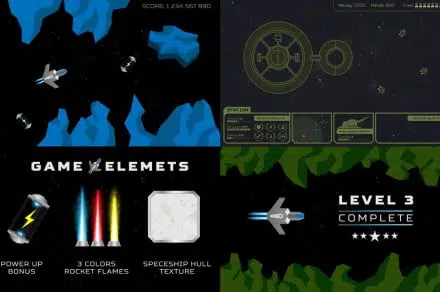 SCORE: 1 234 567 890
STATION
GAME ELEMETS
POWER UP
BONUS
3 COLORS
ROCKET FLAMES
SPECESHIP HULL
TEXTURE
LEVEL 3
COMPLETE